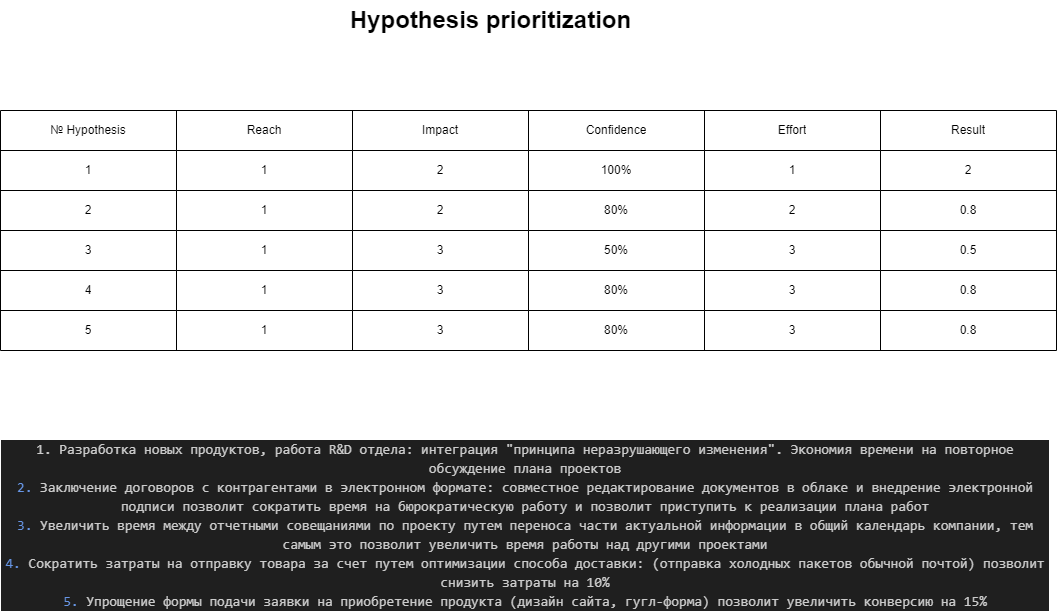 Hypothesis prioritization
№ Hypothesis Reach Impact Confidence Effort Result
1 1 2 100% 1 2
2 1 2 80% 2 0.8
3 1 3 50% 3 0.5
4 1 3 80% 3 0.8
5 1 3 80% 3 0.8
1. Разработка новых продуктов, работа R&D отдела: интеграция "принципа неразрушающего изменения". Экономия времени на повторное
обсуждение плана проектов
2. Заключение договоров с контрагентами в электронном формате: совместное редактирование документов в облаке и внедрение электронной
подписи позволит сократить время на бюрократическую работу и позволит приступить к реализации плана работ
3. Увеличить время между отчетными совещаниями по проекту путем переноса части актуальной информации в общий календарь компании, тем
самым это позволит увеличить время работы над другими проектами
4. Сократить затраты на отправку товара за счет путем оптимизации способа доставки: (отправка холодных пакетов обычной почтой) позволит
снизить затраты на 10%
5. Упрощение формы подачи заявки на приобретение продукта (дизайн сайта, гугл-форма) позволит увеличить конверсию на 15%